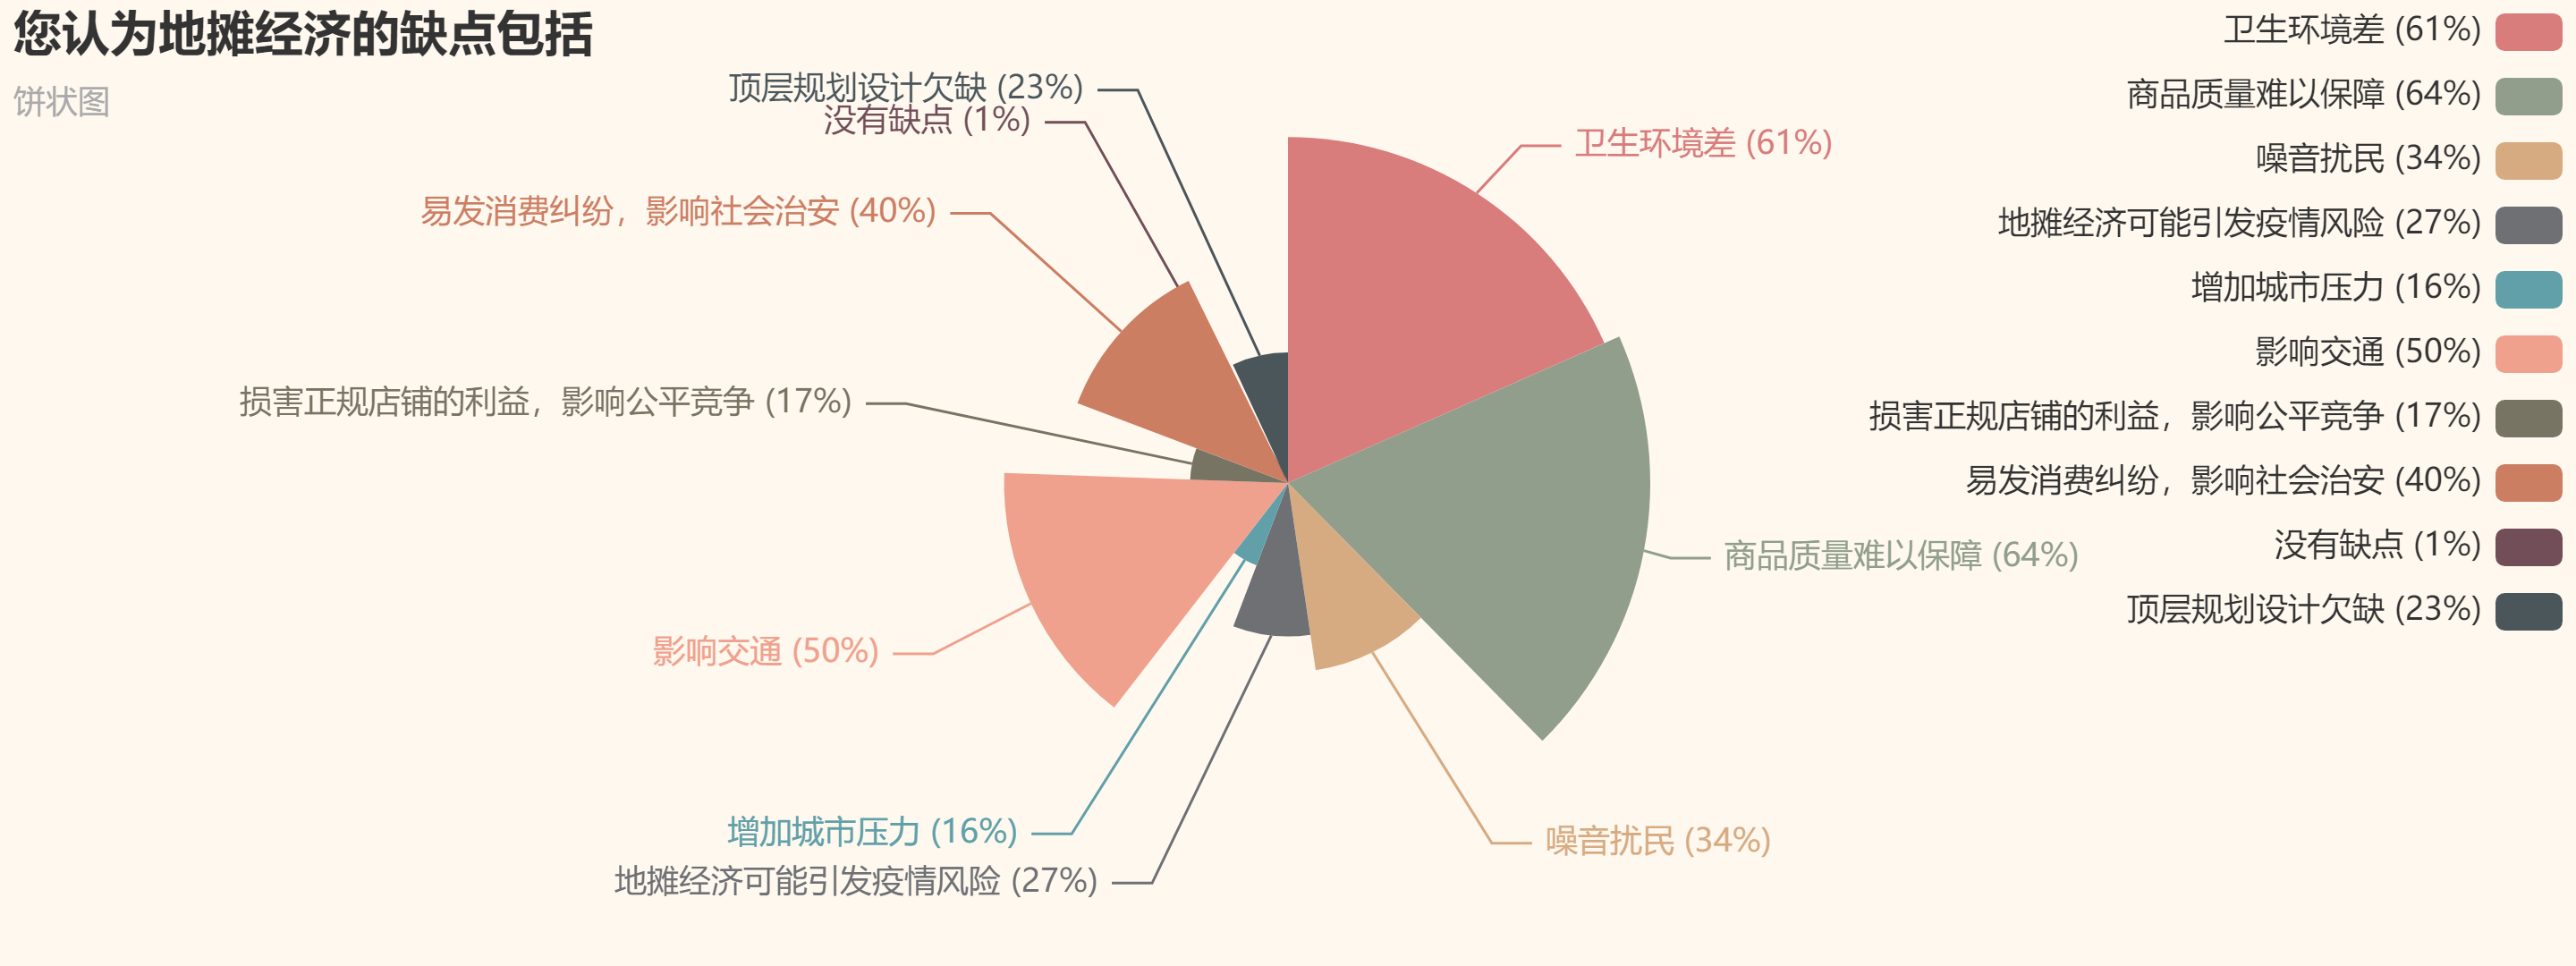 您认为地摊经济的缺点包括
饼状图
顶层规划设计欠缺 (23%)
没有缺点 (1%)
卫生环境差 (61%)
易发消费纠纷，影响社会治安 (40%)
损害正规店铺的利益，影响公平竞争 (17%)
商品质量难以保障 (64%)
影响交通 (50%)
增加城市压力 (16%)
噪音扰民 (34%)
地摊经济可能引发疫情风险 (27%)
卫生环境差 (61%)
商品质量难以保障 (64%)
噪音扰民 (34%)
地摊经济可能引发疫情风险 (27%)
增加城市压力 (16%)
影响交通 (50%)
损害正规店铺的利益，影响公平竞争 (17%)
易发消费纠纷，影响社会治安 (40%)
没有缺点 (1%)
顶层规划设计欠缺 (23%)